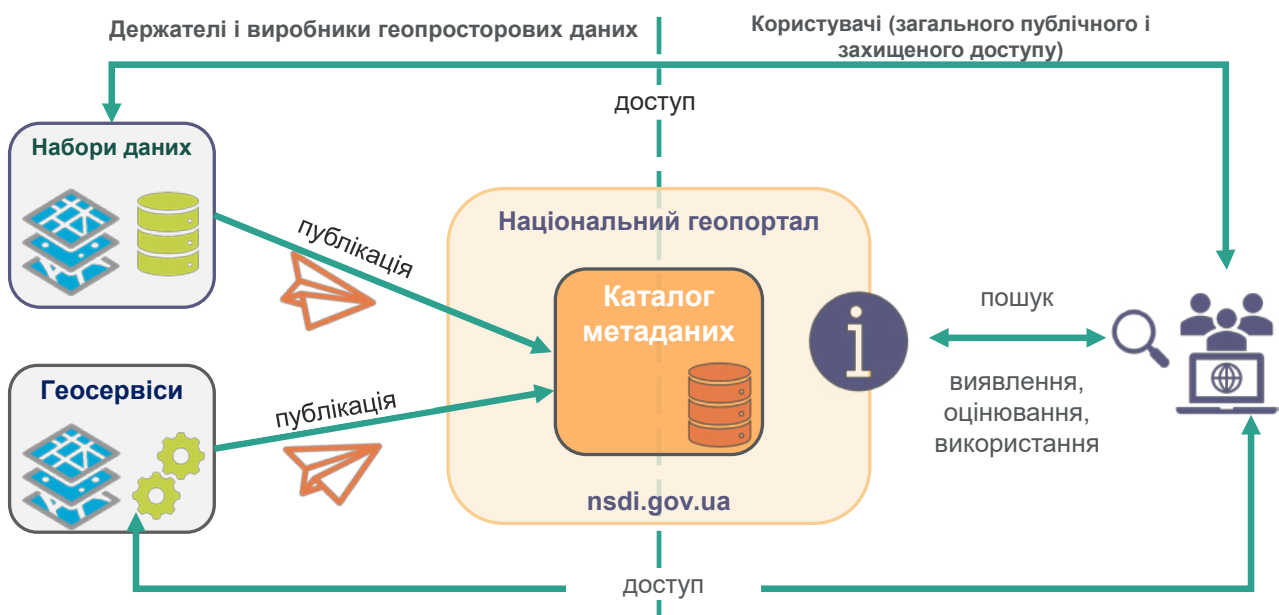 Держателі і виробники геопросторових даних
Користувачі (загального публічного і
захищеного доступу)
доступ
Набори даних
публікація
Національний геопортал
Каталог
метаданих
i
пошук
виявлення,
оцінювання,
використання
Геосервіси
публікація
nsdi.gov.ua
доступ